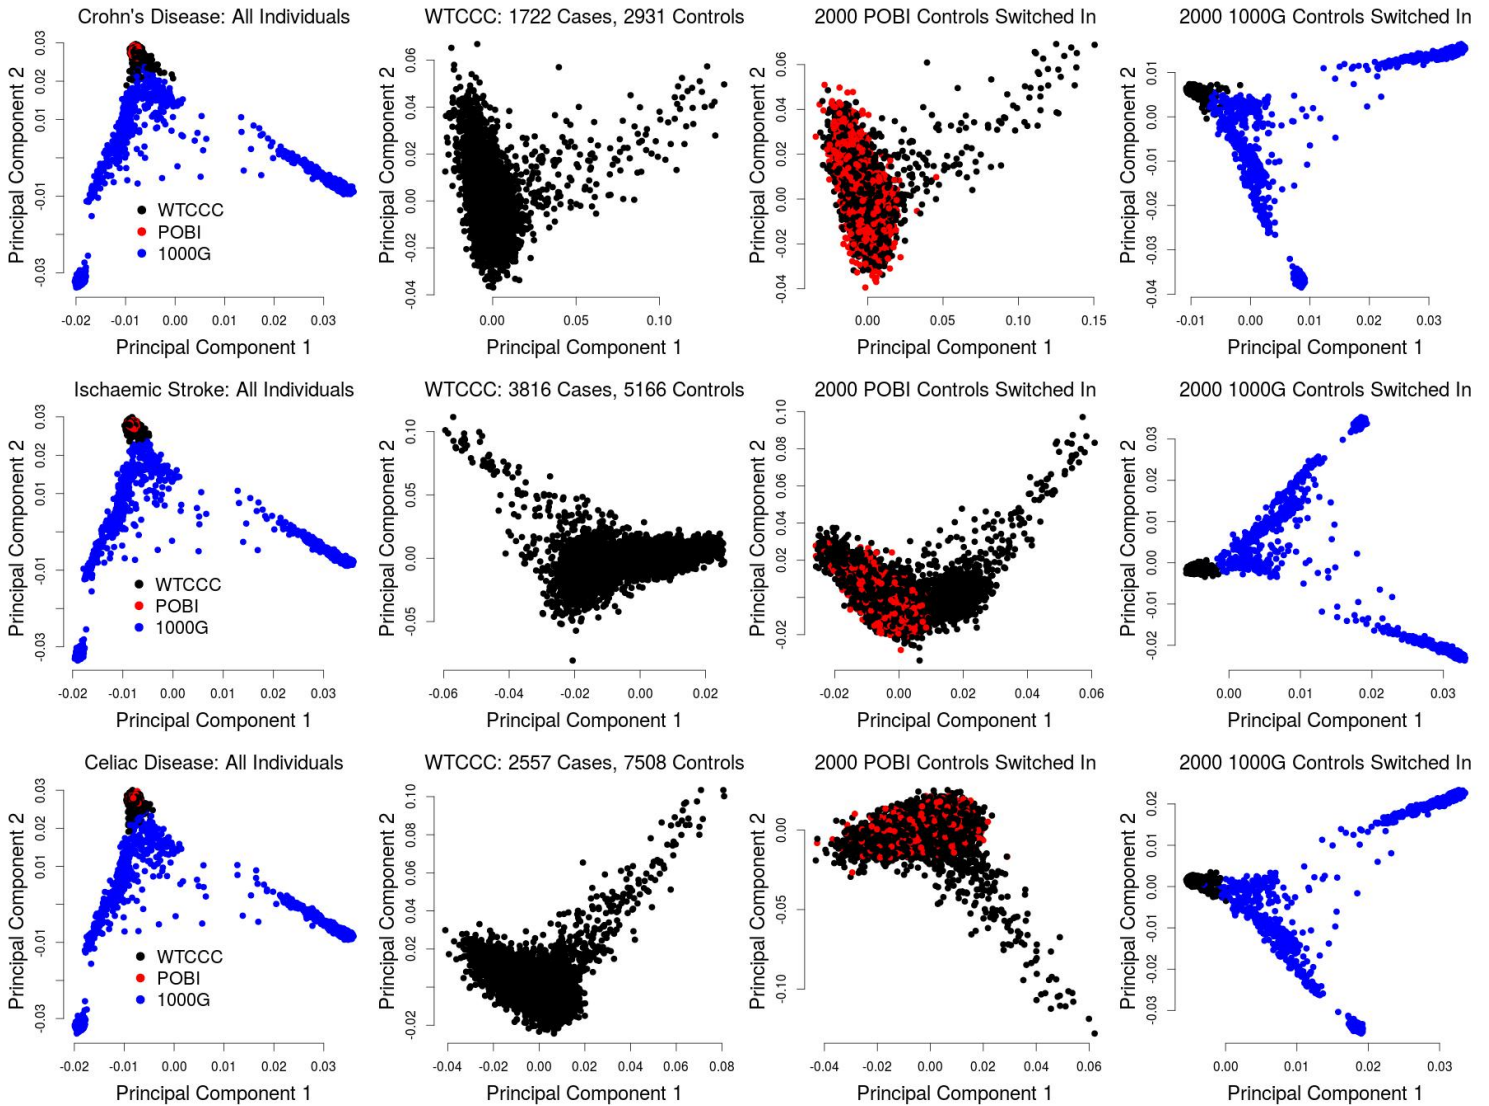 Crohn's Disease: All Individuals
Principal Component 2
0.03
0.02
0.01
-0.01
-0.03
WTCCC
POBI
1000G
-0.02 -0.01 0.00 0.01 0.02 0.03
Principal Component 1
WTCCC: 1722 Cases, 2931 Controls
Principal Component 2
0.06
0.04
0.02
0.00
-0.02
-0.04
0.00 0.05 0.10
Principal Component 1
2000 POBI Controls Switched In
Principal Component 2
0.06
0.04
0.02
0.00
-0.02
-0.04
0.00 0.05 0.10 0.15
Principal Component 1
2000 1000G Controls Switched In
Principal Component 2
0.01
0.00
-0.01
-0.02
-0.03
-0.04
-0.01 0.00 0.01 0.02 0.03
Principal Component 1
Ischaemic Stroke: All Individuals
Principal Component 2
0.03
0.02
0.01
-0.01
-0.03
WTCCC
POBI
1000G
-0.02 -0.01 0.00 0.01 0.02 0.03
Principal Component 1
WTCCC: 3816 Cases, 5166 Controls
Principal Component 2
0.10
0.05
0.00
-0.05
-0.06 -0.04 -0.02 0.00 0.02
Principal Component 1
2000 POBI Controls Switched In
Principal Component 2
0.10
0.08
0.06
0.04
0.02
-0.02
-0.02 0.00 0.02 0.04 0.06
Principal Component 1
2000 1000G Controls Switched In
Principal Component 2
0.03
0.02
0.01
0.00
-0.01
-0.02
0.00 0.01 0.02 0.03
Principal Component 1
Celiac Disease: All Individuals
Principal Component 2
0.03
0.02
0.01
-0.01
-0.03
WTCCC
POBI
1000G
-0.02 -0.01 0.00 0.01 0.02 0.03
Principal Component 1
WTCCC: 2557 Cases, 7508 Controls
Principal Component 2
0.10
0.08
0.06
0.04
0.02
-0.02
-0.04 -0.02 0.00 0.02 0.04 0.06 0.08
Principal Component 1
2000 POBI Controls Switched In
Principal Component 2
0.00
-0.05
-0.10
-0.04 -0.02 0.00 0.02 0.04 0.06
Principal Component 1
2000 1000G Controls Switched In
Principal Component 2
0.02
0.01
0.00
-0.01
-0.02
-0.03
0.00 0.01 0.02 0.03
Principal Component 1